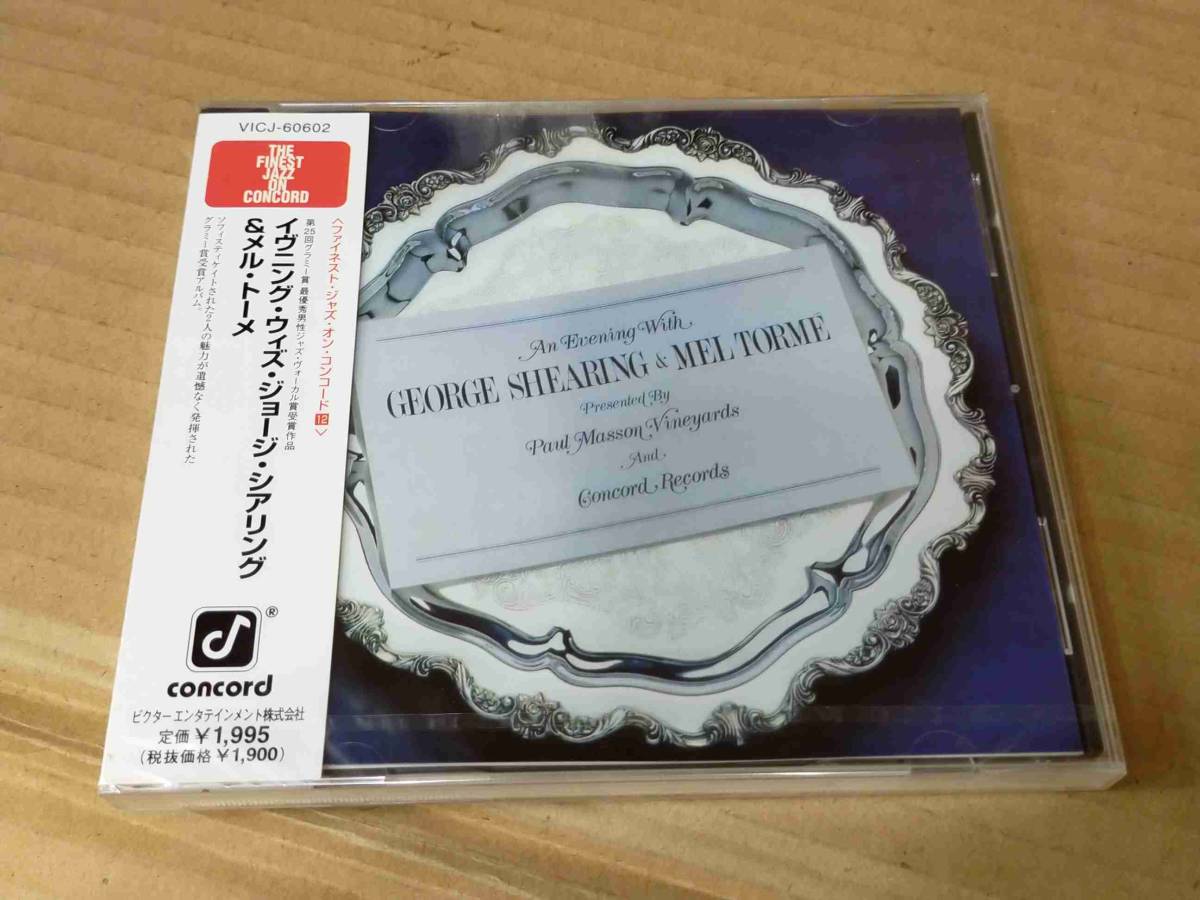 VICJ-60602
THE
FINEST
JAZZ
ON
CONCORD
〈ファイネスト・ジャズ・オン・コンコード12〉
第25回グラミー賞 最優秀男性ジャズ・ヴォーカル賞受賞作品
イヴニング・ウィズ・ジョージ・シアリング
&メル・トーメ
ソフィスティケイトされた2人の魅力が遺憾なく発揮された
グラミー賞受賞アルバム。
®
concord
ビクターエンタテインメント株式会社
定価¥1,995
(税抜価格¥1,900)
An Evening With
GEORGE SHEARING & MEL TORMÉ
Presented By
Paul Masson Vineyards
And
Concord Records